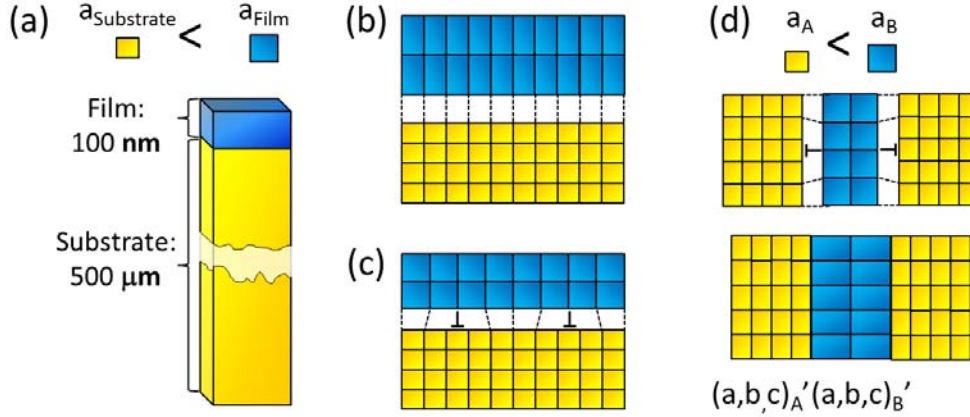 (a)
aSubstrate < aFilm
Film:
100 nm
Substrate:
500 μm
(b)
(c)
(d)
aA < aB
(a,b,c)A′(a,b,c)B′